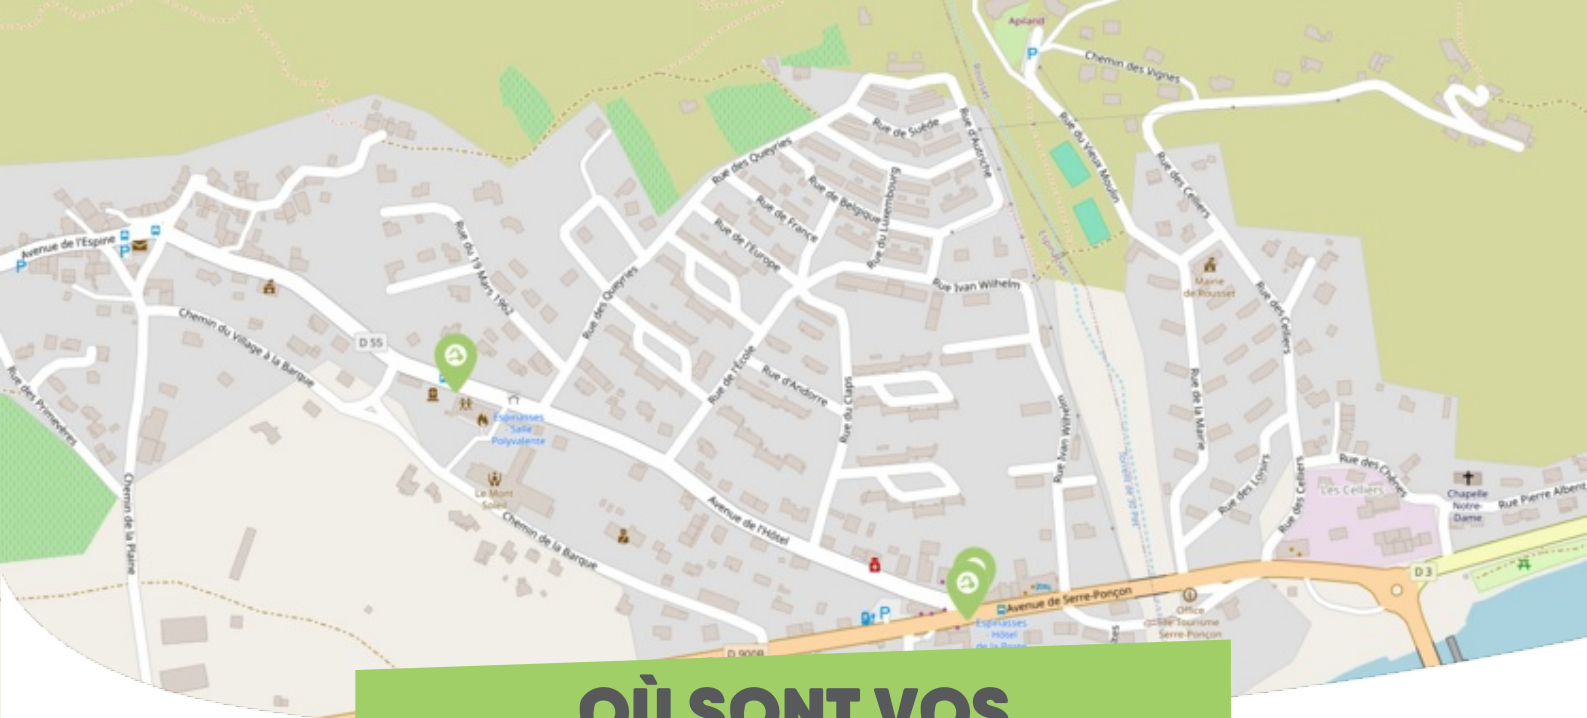 Apiland
P
Chemin des Vignes
Rousset
Rue de Suède
Rue d'Autriche
Rue du Vieux Moulin
Rue des Queyries
Rue des Celliers
Rue de Belgique
Rue du Luxembourg
Rue de France
Rue de l'Europe
Avenue de l'Espine
P
P
Rue du 19 Mars 1962
Espinasses
Mairie
de Rousset
Rue Ivan Wilhelm
Rue des Queyries
Rue des Celliers
Chemin du Village à la Barque
D 55
Rue de l'École
Rue d'Andorre
Rue du Claps
Rue des Primevères
Rue de la Mairie
Rue Ivan Wilhelm
Espinasses
- Salle
Polyvalente
Le Mont
Soleil
Chemin de la Plaine
Chemin de la Barque
Avenue de l'Hôtel
Rue des Loisirs
Rue des Celliers
Les Celliers
Rue des Chênes
Chapelle
Notre-
Dame
Rue Pierre Albert
D 3
P
Avenue de Serre-Ponçon
Espinasses
- Hôtel
de la Poste
Office
de Tourisme
Serre-Ponçon
D 900B
OÙ SONT VOS